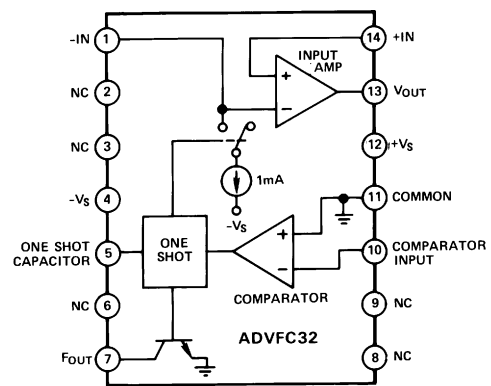 -IN
1
14
+IN
INPUT
AMP
+
-
NC
2
13
VOUT
NC
3
12
+VS
1mA
-VS
4
-VS
11
COMMON
ONE SHOT
CAPACITOR
5
ONE
SHOT
+
-
10
COMPARATOR
INPUT
COMPARATOR
NC
6
9
NC
ADVFC32
FOUT
7
8
NC